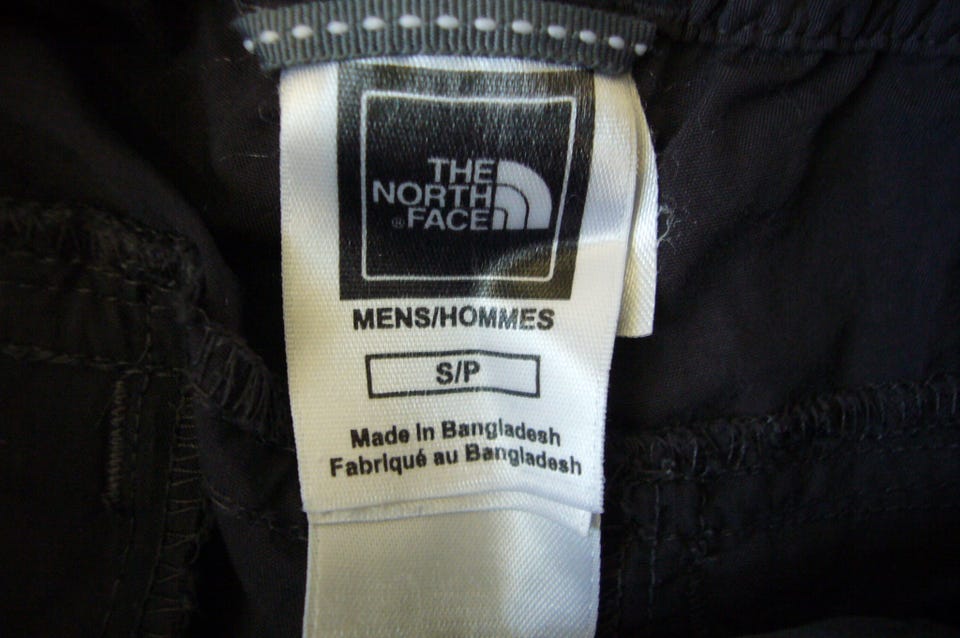 THE
NORTH
® FACE
MENS/HOMMES
S/P
Made In Bangladesh
Fabriqué au Bangladesh